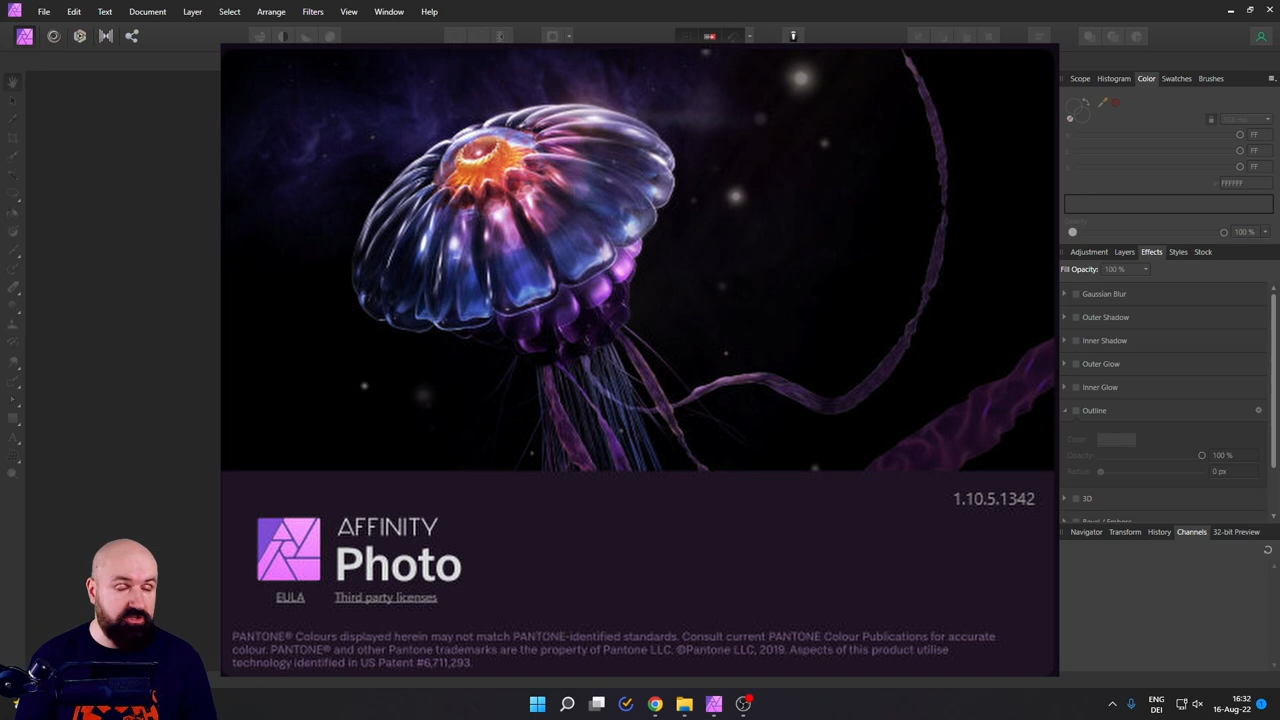 File Edit Text Document Layer Select Arrange Filters View Window Help
Scope Histogram Color Swatches Brushes
FF
FF
FF
FFFFFF
Opacity
100 %
Adjustment Layers Effects Styles Stock
Fill Opacity: 100 %
Gaussian Blur
Outer Shadow
Inner Shadow
Outer Glow
Inner Glow
Outline
Color:
Opacity: 100 %
Radius: 0 px
3D
Navigator Transform History Channels 32-bit Preview
1.10.5.1342
AFFINITY
Photo
EULA Third party licenses
PANTONE® Colours displayed herein may not match PANTONE-identified standards. Consult current PANTONE Colour Publications for accurate
colour. PANTONE® and other Pantone trademarks are the property of Pantone LLC. ©Pantone LLC, 2019. Aspects of this product utilise
technology identified in US Patent #6,711,293.
ENG
DEI
16:32
16-Aug-22